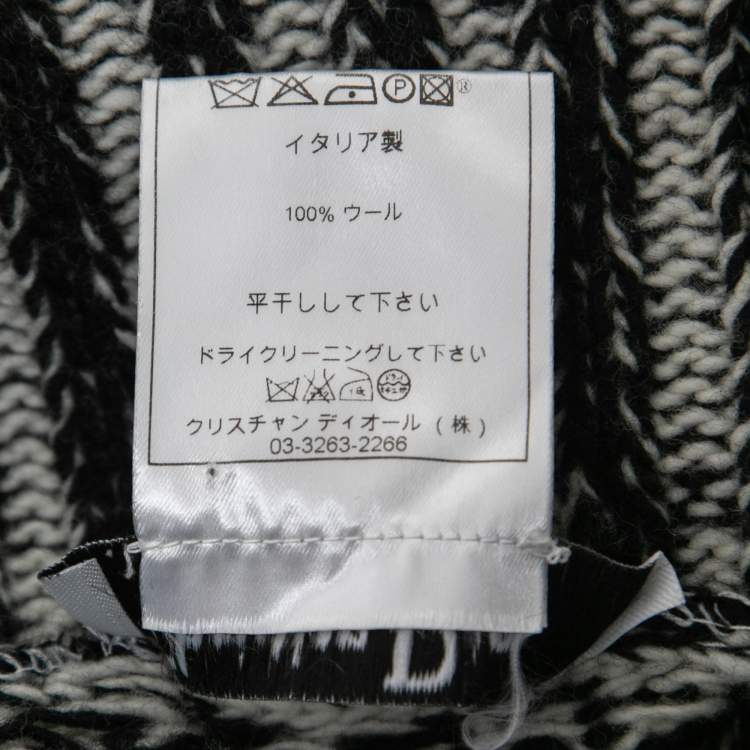 P ®
イタリア製
100% ウール
平干しして下さい
ドライクリーニングして下さい
クリスチャン ディオール (株)
03-3263-2266
D